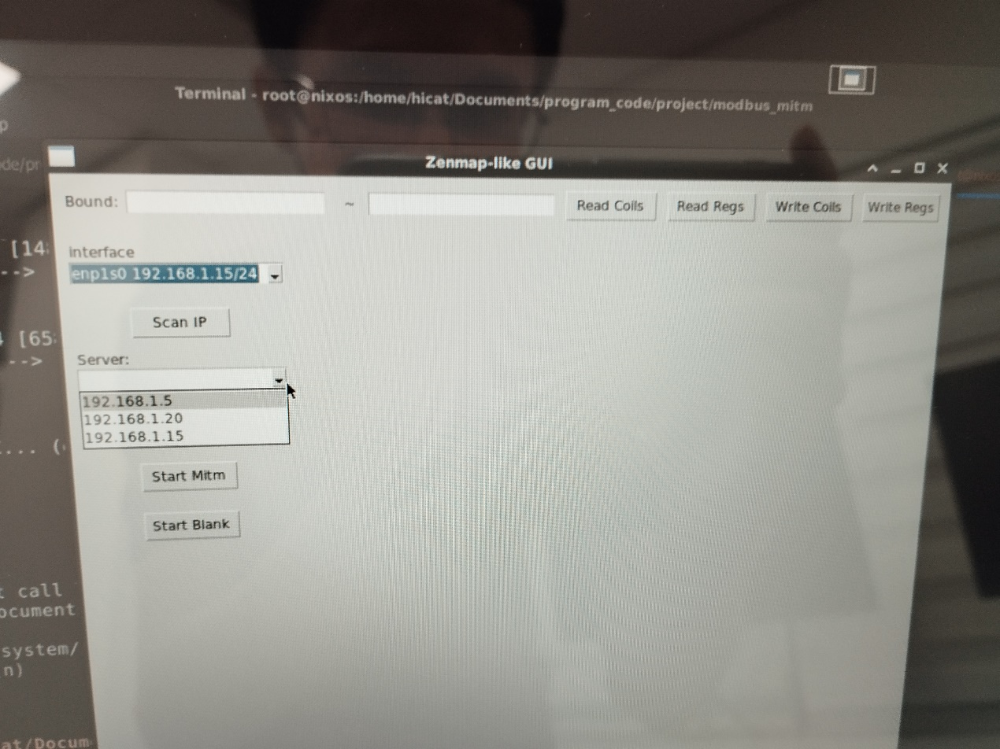 Terminal - root@nixos:/home/hicat/Documents/program_code/project/modbus_mitm
p
de/pr
Zenmap-like GUI
Bound: ~ Read Coils Read Regs Write Coils Write Regs
[14
-->
interface
enp1s0 192.168.1.15/24
Scan IP
[65
-->
Server:
192.168.1.5
192.168.1.20
192.168.1.15
.... (
Start Mitm
Start Blank
t call
ocument
system/
n)
at/Docum